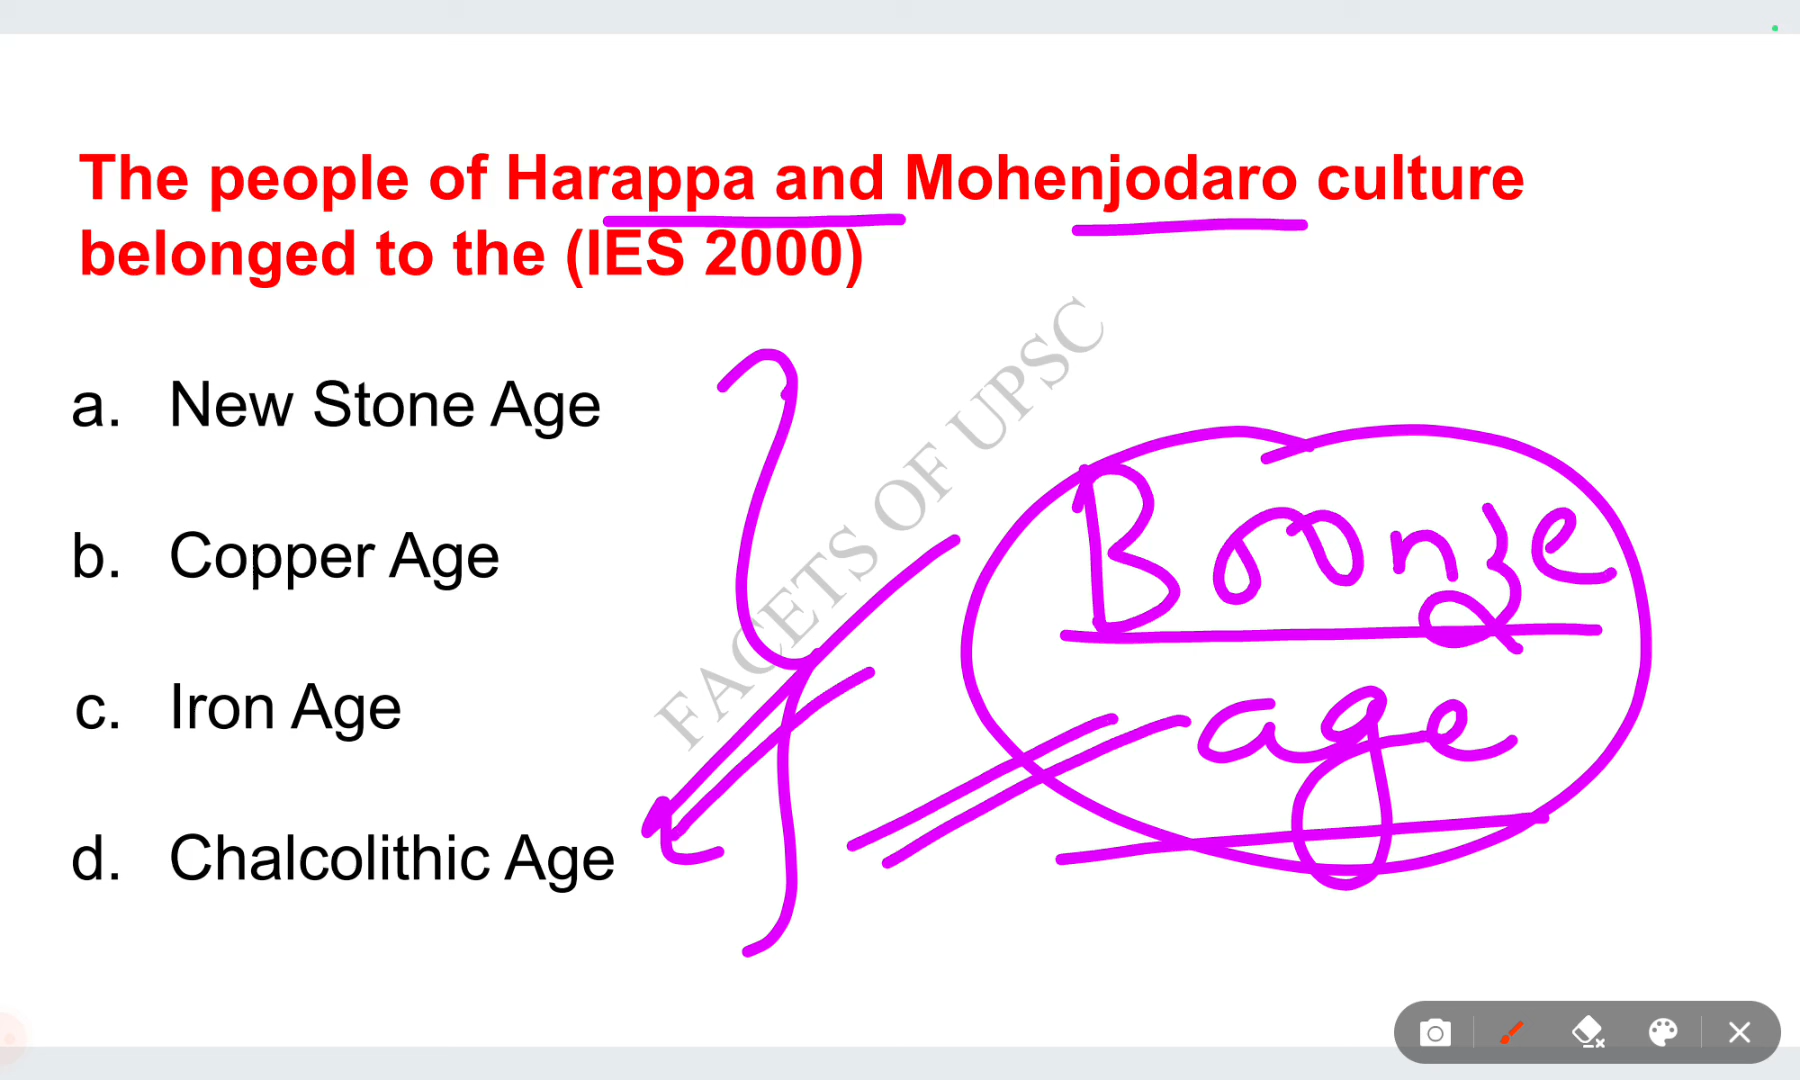 The people of Harappa and Mohenjodaro culture
belonged to the (IES 2000)
a. New Stone Age
b. Copper Age
c. Iron Age
d. Chalcolithic Age
FACETS OF UPSC
Bronze
age